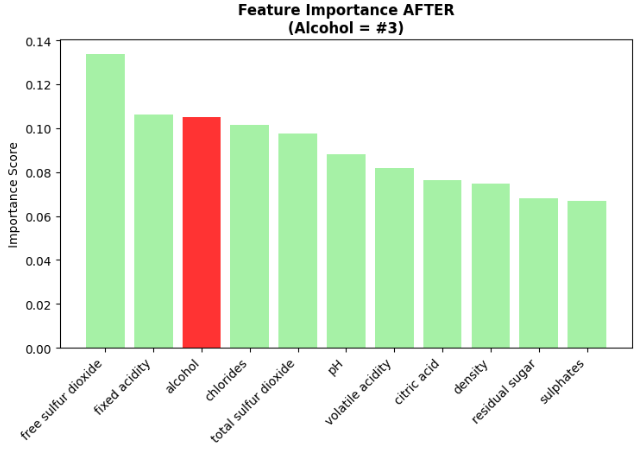 Feature Importance AFTER
(Alcohol = #3)
Importance Score
0.14
0.12
0.10
0.08
0.06
0.04
0.02
0.00
free sulfur dioxide
fixed acidity
alcohol
chlorides
total sulfur dioxide
pH
volatile acidity
citric acid
density
residual sugar
sulphates